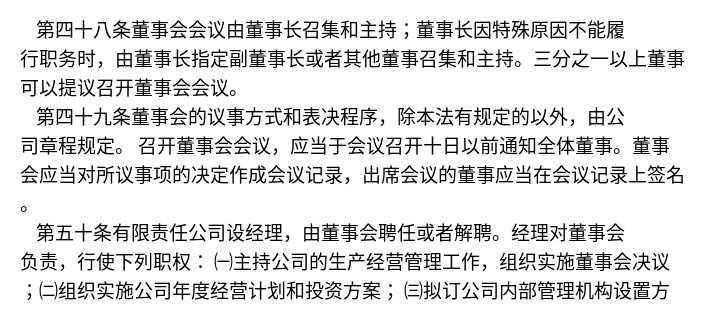 第四十八条董事会会议由董事长召集和主持；董事长因特殊原因不能履
行职务时，由董事长指定副董事长或者其他董事召集和主持。三分之一以上董事
可以提议召开董事会会议。
第四十九条董事会的议事方式和表决程序，除本法有规定的以外，由公
司章程规定。 召开董事会会议，应当于会议召开十日以前通知全体董事。董事
会应当对所议事项的决定作成会议记录，出席会议的董事应当在会议记录上签名
。
第五十条有限责任公司设经理，由董事会聘任或者解聘。经理对董事会
负责，行使下列职权：㈠主持公司的生产经营管理工作，组织实施董事会决议
；㈡组织实施公司年度经营计划和投资方案；㈢拟订公司内部管理机构设置方